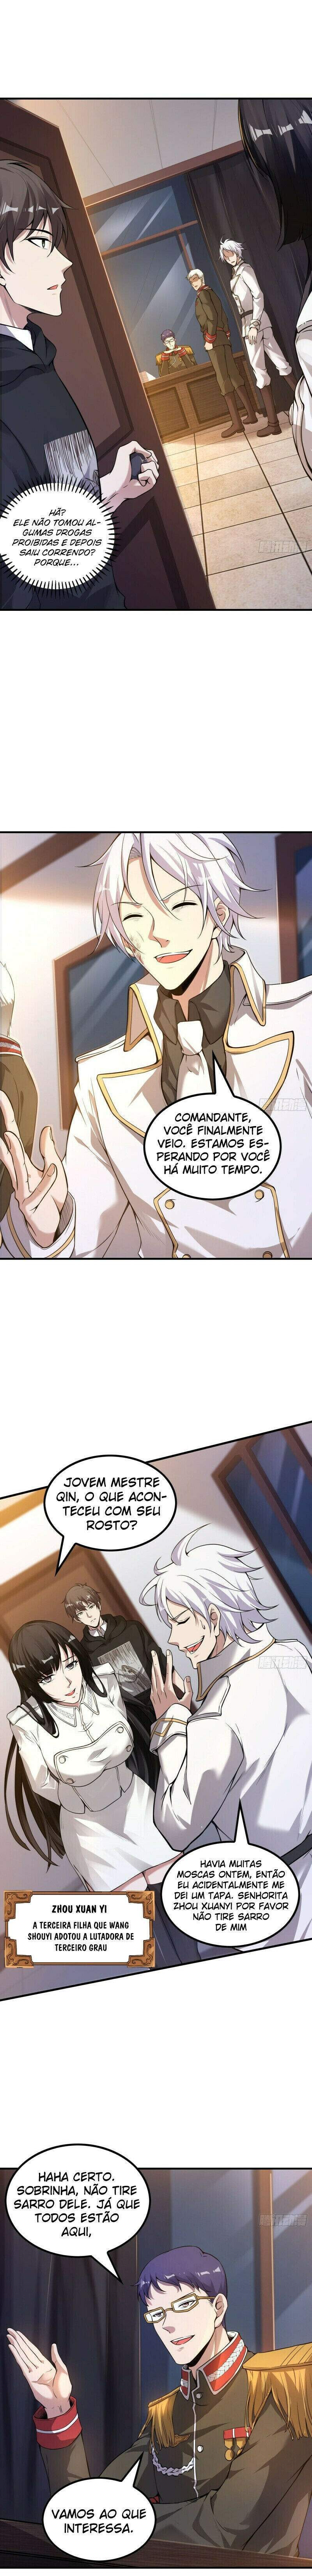 HÃ?
ELE NÃO TOMOU AL-
GUMAS DROGAS
PROIBIDAS E DEPOIS
SAIU CORRENDO?
PORQUE...
COMANDANTE,
VOCÊ FINALMENTE
VEIO. ESTAMOS ES-
PERANDO POR VOCÊ
HÁ MUITO TEMPO.
JOVEM MESTRE
QIN, O QUE ACON-
TECEU COM SEU
ROSTO?
HAVIA MUITAS
MOSCAS ONTEM, ENTÃO
EU ACIDENTALMENTE ME
DEI UM TAPA. SENHORITA
ZHOU XUANYI POR FAVOR
NÃO TIRE SARRO
DE MIM
ZHOU XUAN YI
A TERCEIRA FILHA QUE WANG
SHOUYI ADOTOU A LUTADORA DE
TERCEIRO GRAU
HAHA CERTO.
SOBRINHA, NÃO TIRE
SARRO DELE. JÁ QUE
TODOS ESTÃO
AQUI,
VAMOS AO QUE
INTERESSA.